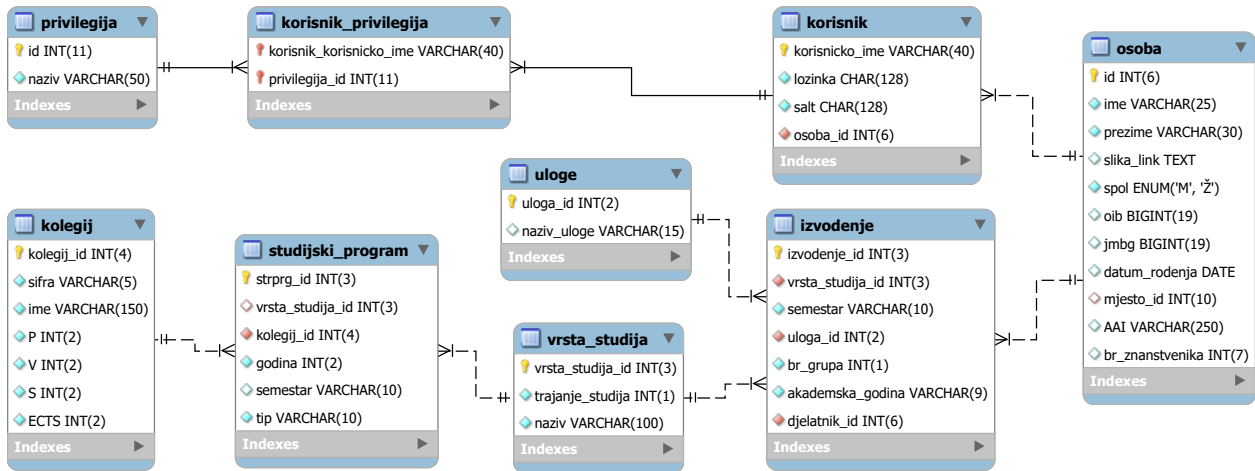 privilegija
id INT(11)
naziv VARCHAR(50)
Indexes
korisnik_privilegija
korisnik_korisnicko_ime VARCHAR(40)
privilegija_id INT(11)
Indexes
korisnik
korisnicko_ime VARCHAR(40)
lozinka CHAR(128)
salt CHAR(128)
osoba_id INT(6)
Indexes
osoba
id INT(6)
ime VARCHAR(25)
prezime VARCHAR(30)
slika_link TEXT
spol ENUM('M', 'Ž')
oib BIGINT(19)
jmbg BIGINT(19)
datum_rodenja DATE
mjesto_id INT(10)
AAI VARCHAR(250)
br_znanstvenika INT(7)
Indexes
uloge
uloga_id INT(2)
naziv_uloge VARCHAR(15)
Indexes
kolegij
kolegij_id INT(4)
sifra VARCHAR(5)
ime VARCHAR(150)
P INT(2)
V INT(2)
S INT(2)
ECTS INT(2)
Indexes
studijski_program
strprg_id INT(3)
vrsta_studija_id INT(3)
kolegij_id INT(4)
godina INT(2)
semestar VARCHAR(10)
tip VARCHAR(10)
Indexes
vrsta_studija
vrsta_studija_id INT(3)
trajanje_studija INT(1)
naziv VARCHAR(100)
Indexes
izvodenje
izvodenje_id INT(3)
vrsta_studija_id INT(3)
semestar VARCHAR(10)
uloga_id INT(2)
br_grupa INT(1)
akademska_godina VARCHAR(9)
djelatnik_id INT(6)
Indexes